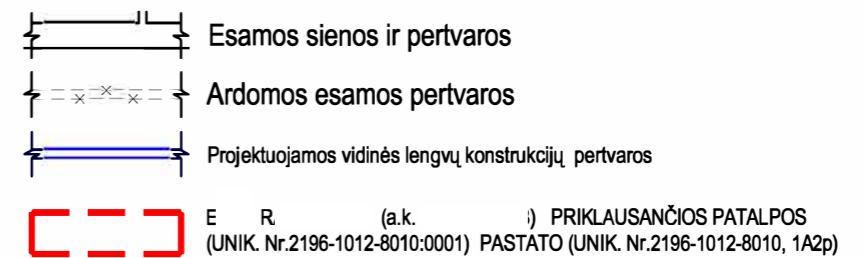 Esamos sienos ir pertvaros
Ardomos esamos pertvaros
Projektuojamos vidinės lengvų konstrukcijų pertvaros
E R. (a.k. ) PRIKLAUSANČIOS PATALPOS
(UNIK. Nr.2196-1012-8010:0001) PASTATO (UNIK. Nr.2196-1012-8010, 1A2p)